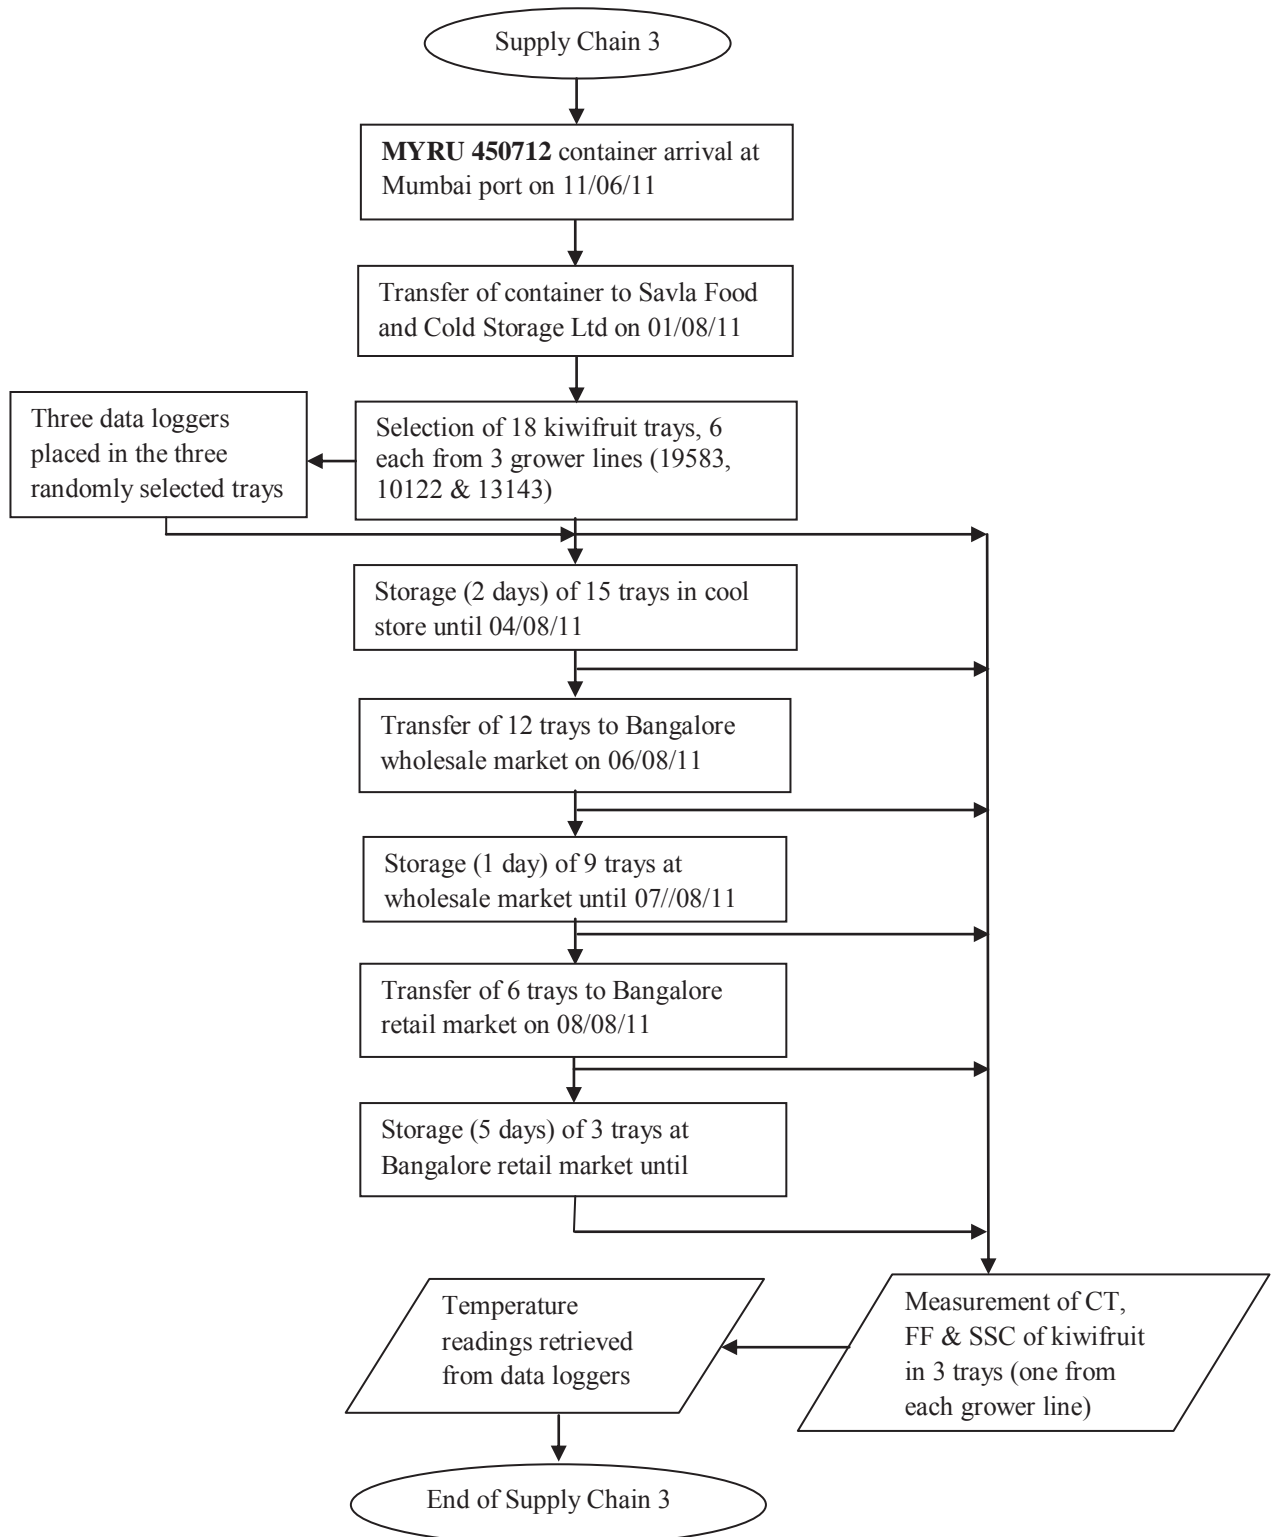 Supply Chain 3
MYRU 450712 container arrival at
Mumbai port on 11/06/11
Transfer of container to Savla Food
and Cold Storage Ltd on 01/08/11
Three data loggers
placed in the three
randomly selected trays
Selection of 18 kiwifruit trays, 6
each from 3 grower lines (19583,
10122 & 13143)
Storage (2 days) of 15 trays in cool
store until 04/08/11
Transfer of 12 trays to Bangalore
wholesale market on 06/08/11
Storage (1 day) of 9 trays at
wholesale market until 07//08/11
Transfer of 6 trays to Bangalore
retail market on 08/08/11
Storage (5 days) of 3 trays at
Bangalore retail market until
Temperature
readings retrieved
from data loggers
Measurement of CT,
FF & SSC of kiwifruit
in 3 trays (one from
each grower line)
End of Supply Chain 3